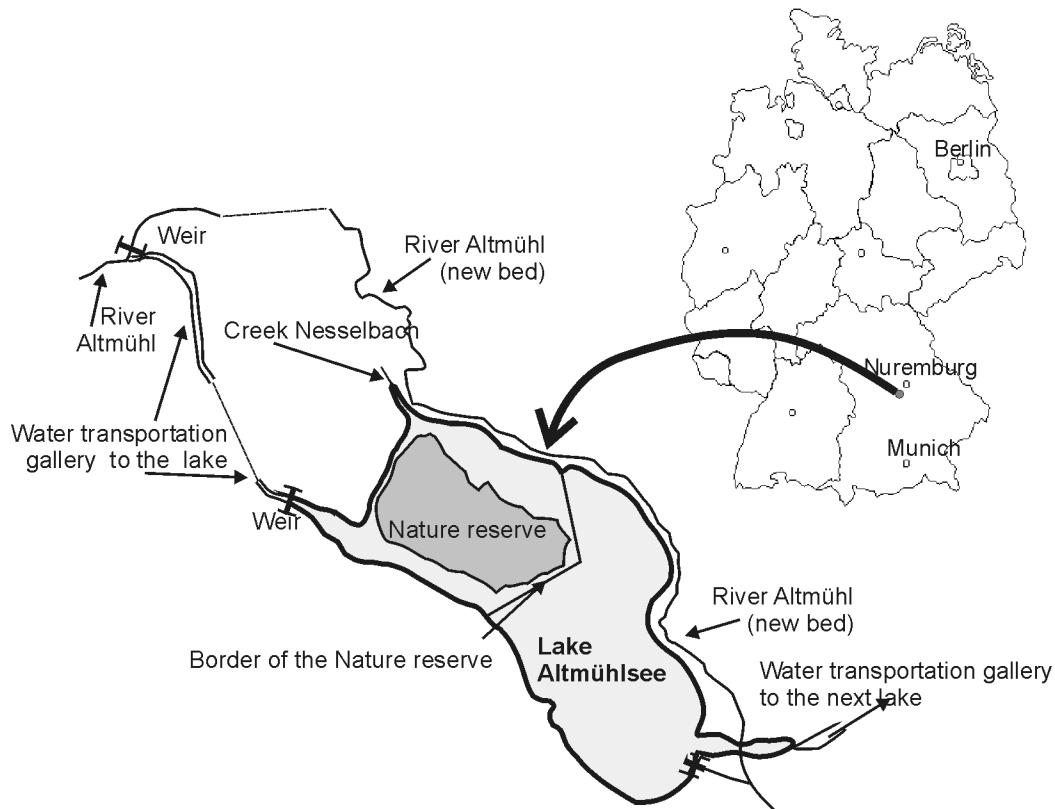 Berlin
Weir
River Altmühl
(new bed)
River
Altmühl
Creek Nesselbach
Nuremburg
Water transportation
gallery to the lake
Munich
Weir
Nature reserve
River Altmühl
(new bed)
Border of the Nature reserve
Lake
Altmühlsee
Water transportation gallery
to the next lake